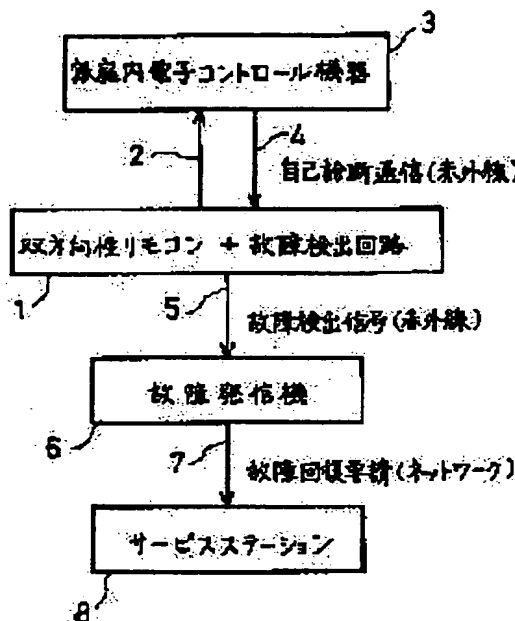 3
家庭内電子コントロール機器
2
4
自己診断通信(赤外線)
双方向性リモコン + 故障検出回路
1
5
故障検出信号(赤外線)
故障発信機
6
7
故障回復要請(ネットワーク)
サービスステーション
8